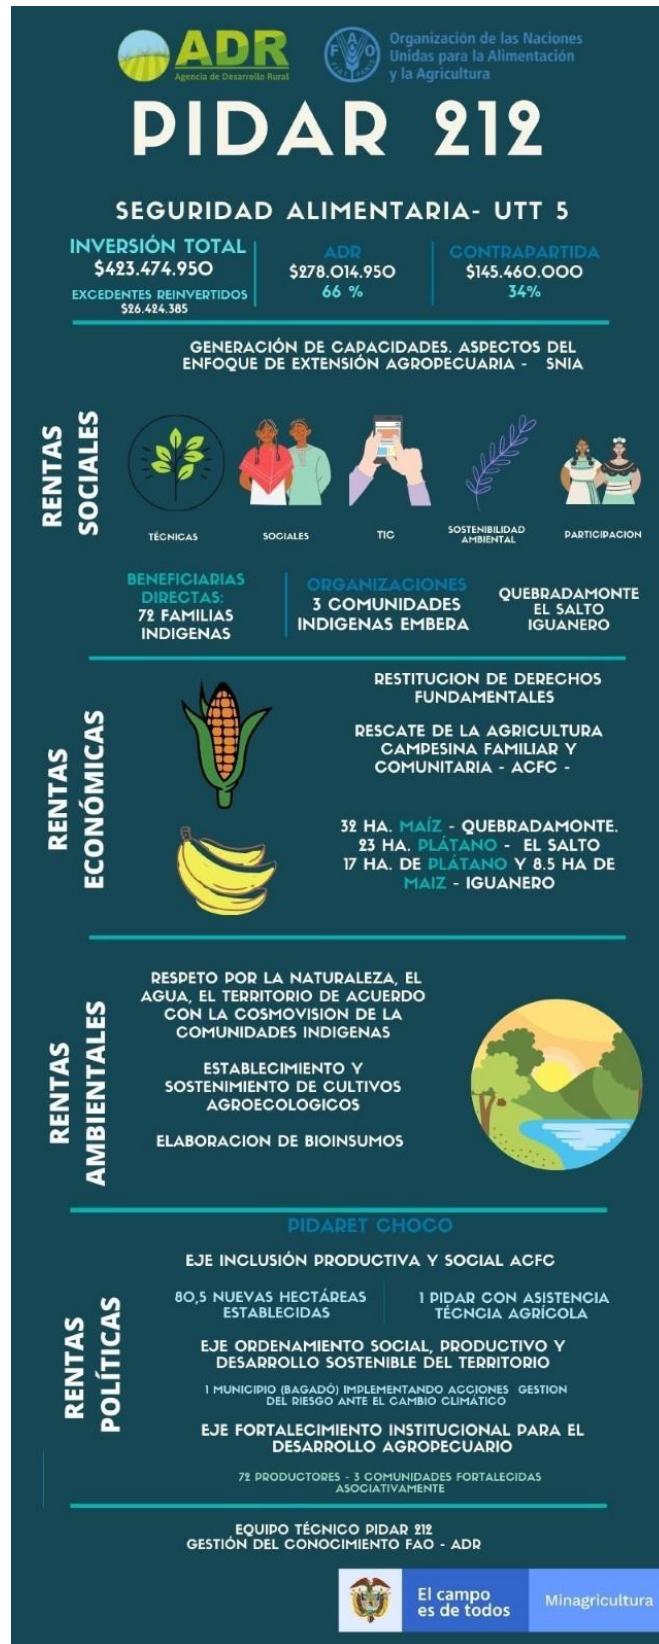 ADR
Agencia de Desarrollo Rural
FAO
FIAT PANIS
Organización de las Naciones
Unidas para la Alimentación
y la Agricultura
PIDAR 212
SEGURIDAD ALIMENTARIA- UTT 5
INVERSIÓN TOTAL
$423.474.950
EXCEDENTES REINVERTIDOS
$26.424.385
ADR
$278.014.950
66 %
CONTRAPARTIDA
$145.460.000
34%
GENERACIÓN DE CAPACIDADES. ASPECTOS DEL
ENFOQUE DE EXTENSIÓN AGROPECUARIA - SNIA
RENTAS
SOCIALES
TÉCNICAS
SOCIALES
TIC
SOSTENIBILIDAD
AMBIENTAL
PARTICIPACION
BENEFICIARIAS
DIRECTAS:
72 FAMILIAS
INDIGENAS
ORGANIZACIONES
3 COMUNIDADES
INDIGENAS EMBERA
QUEBRADAMONTE
EL SALTO
IGUANERO
RENTAS
ECONÓMICAS
RESTITUCION DE DERECHOS
FUNDAMENTALES
RESCATE DE LA AGRICULTURA
CAMPESINA FAMILIAR Y
COMUNITARIA - ACFC -
32 HA. MAÍZ - QUEBRADAMONTE.
23 HA. PLÁTANO - EL SALTO
17 HA. DE PLÁTANO Y 8.5 HA DE
MAIZ - IGUANERO
RENTAS
AMBIENTALES
RESPETO POR LA NATURALEZA, EL
AGUA, EL TERRITORIO DE ACUERDO
CON LA COSMOVISION DE LA
COMUNIDADES INDIGENAS
ESTABLECIMIENTO Y
SOSTENIMIENTO DE CULTIVOS
AGROECOLOGICOS
ELABORACION DE BIOINSUMOS
RENTAS
POLÍTICAS
PIDARET CHOCO
EJE INCLUSIÓN PRODUCTIVA Y SOCIAL ACFC
80,5 NUEVAS HECTÁREAS
ESTABLECIDAS
1 PIDAR CON ASISTENCIA
TÉCNCIA AGRÍCOLA
EJE ORDENAMIENTO SOCIAL, PRODUCTIVO Y
DESARROLLO SOSTENIBLE DEL TERRITORIO
1 MUNICIPIO (BAGADÓ) IMPLEMENTANDO ACCIONES GESTION
DEL RIESGO ANTE EL CAMBIO CLIMÁTICO
EJE FORTALECIMIENTO INSTITUCIONAL PARA EL
DESARROLLO AGROPECUARIO
72 PRODUCTORES - 3 COMUNIDADES FORTALECIDAS
ASOCIATIVAMENTE
EQUIPO TÉCNICO PIDAR 212
GESTIÓN DEL CONOCIMIENTO FAO - ADR
El campo
es de todos
Minagricultura